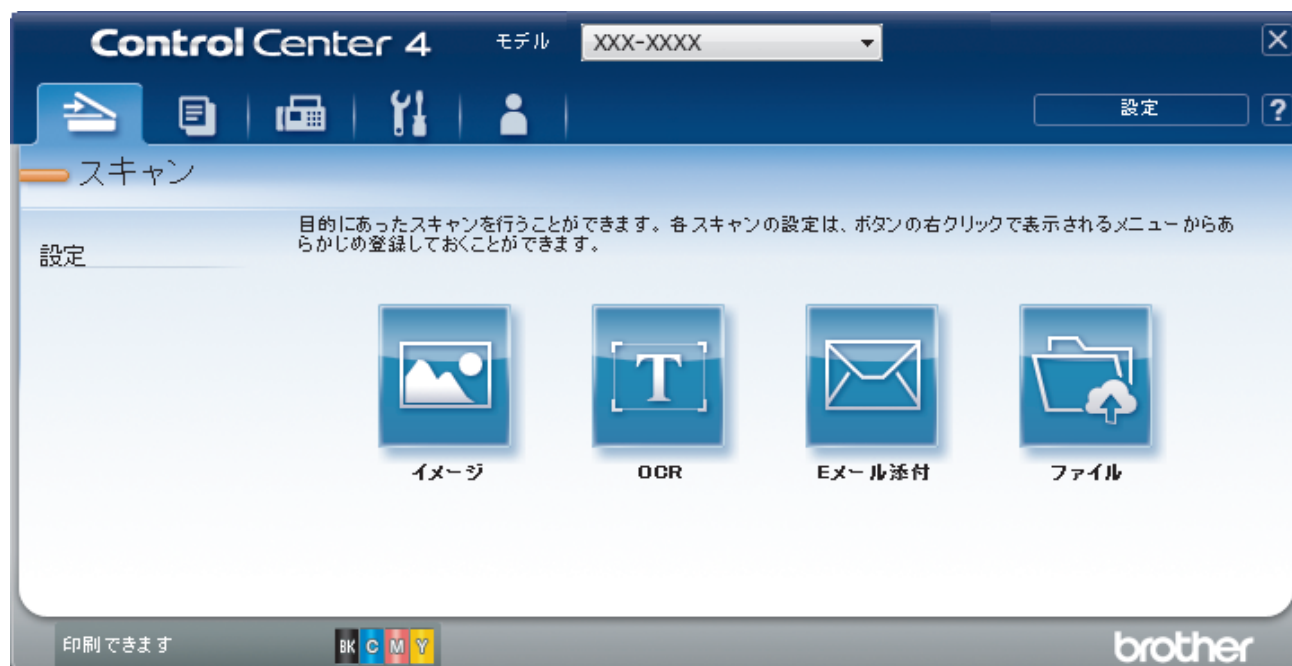 Control Center 4 モデル XXX-XXXX
設定 ?
スキャン
目的にあったスキャンを行うことができます。各スキャンの設定は、ボタンの右クリックで表示されるメニューからあ
らかじめ登録しておくことができます。
設定
T
イメージ OCR Eメール添付 ファイル
印刷できます BK C M Y brother